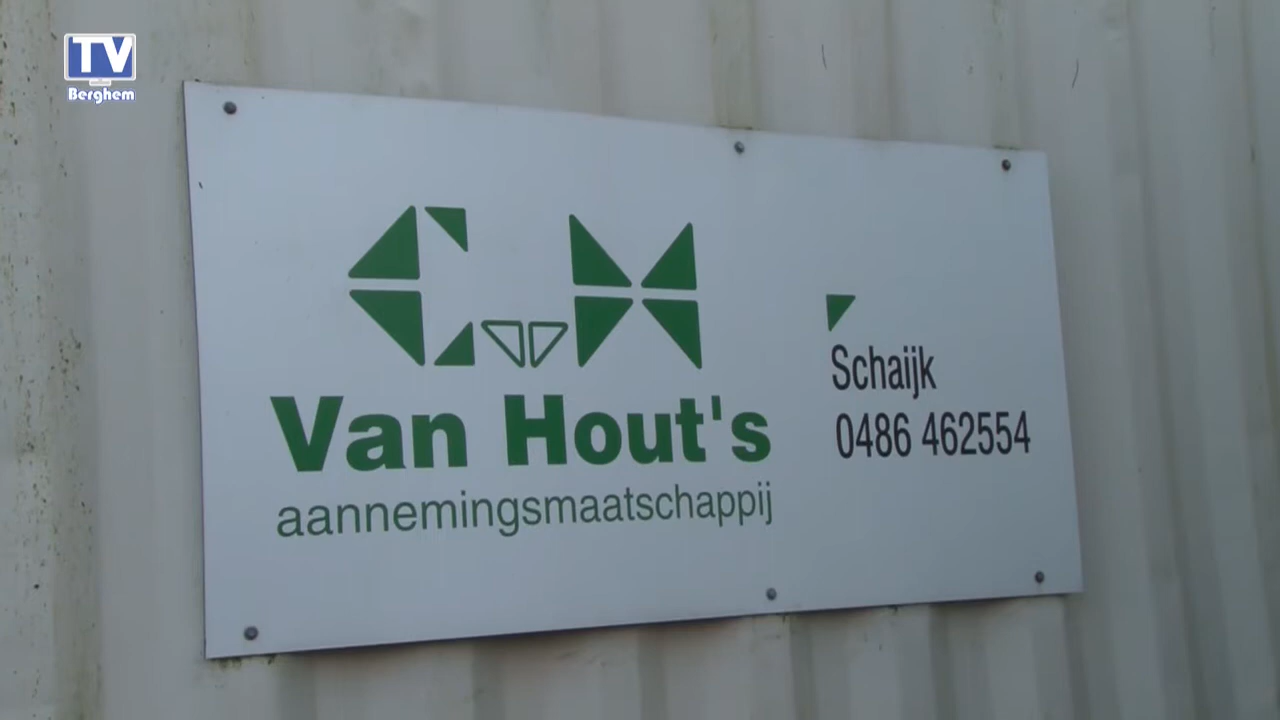 TV
Berghem
Van Hout's
aannemingsmaatschappij
Schaijk
0486 462554